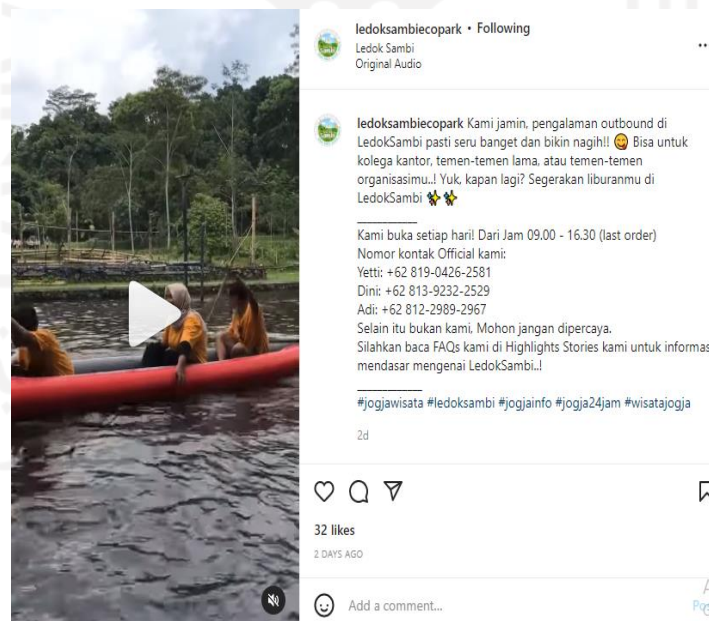 ledoksambiecopark • Following
Ledok Sambi
Original Audio
ledoksambiecopark Kami jamin, pengalaman outbound di
LedokSambi pasti seru banget dan bikin nagih!! 😋 Bisa untuk
kolega kantor, temen-temen lama, atau temen-temen
organisasimu..! Yuk, kapan lagi? Segerakan liburanmu di
LedokSambi ✨✨
____________
Kami buka setiap hari! Dari Jam 09.00 - 16.30 (last order)
Nomor kontak Official kami:
Yetti: +62 819-0426-2581
Dini: +62 813-9232-2529
Adi: +62 812-2989-2967
Selain itu bukan kami, Mohon jangan dipercaya.
Silahkan baca FAQs kami di Highlights Stories kami untuk informas
mendasar mengenai LedokSambi..!
_____________
#jogjawisata #ledoksambi #jogjainfo #jogja24jam #wisatajogja
2d
32 likes
2 DAYS AGO
Add a comment...